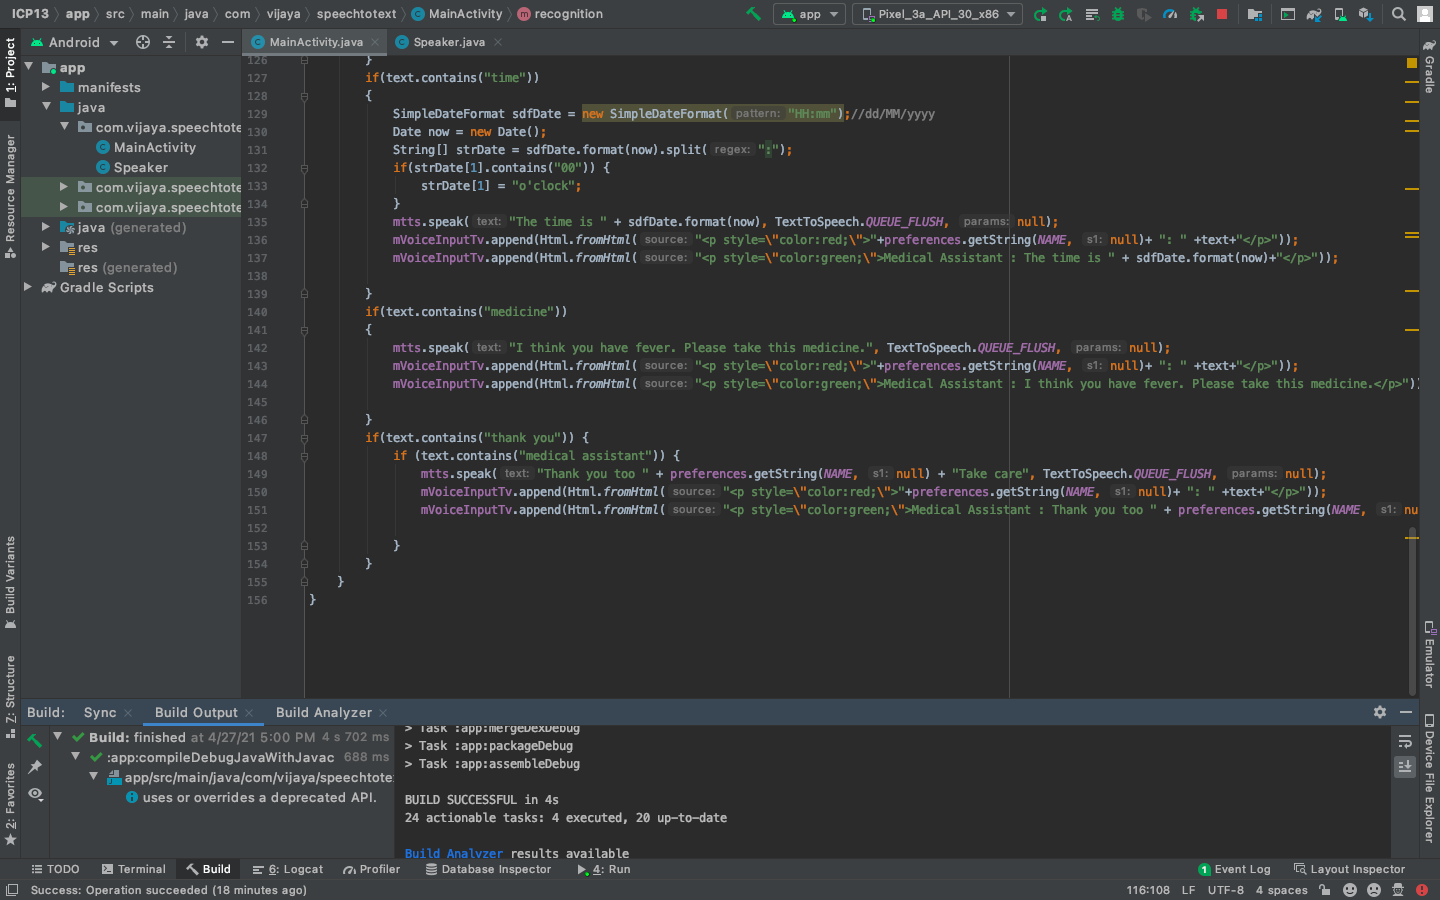 ICP13 app src main java com vijaya speechtotext MainActivity recognition app Pixel_3a_API_30_x86
Android
MainActivity.java Speaker.java
1: Project
Resource Manager
Build Variants
Z: Structure
2: Favorites
app
manifests
java
com.vijaya.speechtote
MainActivity
Speaker
com.vijaya.speechtote
com.vijaya.speechtote
java (generated)
res
res (generated)
Gradle Scripts
126 }
127 if(text.contains("time"))
128 {
129 SimpleDateFormat sdfDate = new SimpleDateFormat( pattern: "HH:mm");//dd/MM/yyyy
130 Date now = new Date();
131 String[] strDate = sdfDate.format(now).split( regex: ":");
132 if(strDate[1].contains("00")) {
133 strDate[1] = "o'clock";
134 }
135 mtts.speak( text: "The time is " + sdfDate.format(now), TextToSpeech.QUEUE_FLUSH, params: null);
136 mVoiceInputTv.append(Html.fromHtml( source: "<p style=\"color:red;\">"+preferences.getString(NAME, s1: null)+ ": " +text+"</p>"));
137 mVoiceInputTv.append(Html.fromHtml( source: "<p style=\"color:green;\">Medical Assistant : The time is " + sdfDate.format(now)+"</p>"));
138
139 }
140 if(text.contains("medicine"))
141 {
142 mtts.speak( text: "I think you have fever. Please take this medicine.", TextToSpeech.QUEUE_FLUSH, params: null);
143 mVoiceInputTv.append(Html.fromHtml( source: "<p style=\"color:red;\">"+preferences.getString(NAME, s1: null)+ ": " +text+"</p>"));
144 mVoiceInputTv.append(Html.fromHtml( source: "<p style=\"color:green;\">Medical Assistant : I think you have fever. Please take this medicine.</p>"))
145
146 }
147 if(text.contains("thank you")) {
148 if (text.contains("medical assistant")) {
149 mtts.speak( text: "Thank you too " + preferences.getString(NAME, s1: null) + "Take care", TextToSpeech.QUEUE_FLUSH, params: null);
150 mVoiceInputTv.append(Html.fromHtml( source: "<p style=\"color:red;\">"+preferences.getString(NAME, s1: null)+ ": " +text+"</p>"));
151 mVoiceInputTv.append(Html.fromHtml( source: "<p style=\"color:green;\">Medical Assistant : Thank you too " + preferences.getString(NAME, s1: nu
152
153 }
154 }
155 }
156 }
Gradle
Emulator
Device File Explorer
Build: Sync Build Output Build Analyzer
Build: finished at 4/27/21 5:00 PM 4 s 702 ms
:app:compileDebugJavaWithJavac 688 ms
app/src/main/java/com/vijaya/speechtote
uses or overrides a deprecated API.
> Task :app:mergeDexDebug
> Task :app:packageDebug
> Task :app:assembleDebug
BUILD SUCCESSFUL in 4s
24 actionable tasks: 4 executed, 20 up-to-date
Build Analyzer results available
TODO Terminal Build 6: Logcat Profiler Database Inspector 4: Run 1 Event Log Layout Inspector
Success: Operation succeeded (18 minutes ago) 116:108 LF UTF-8 4 spaces